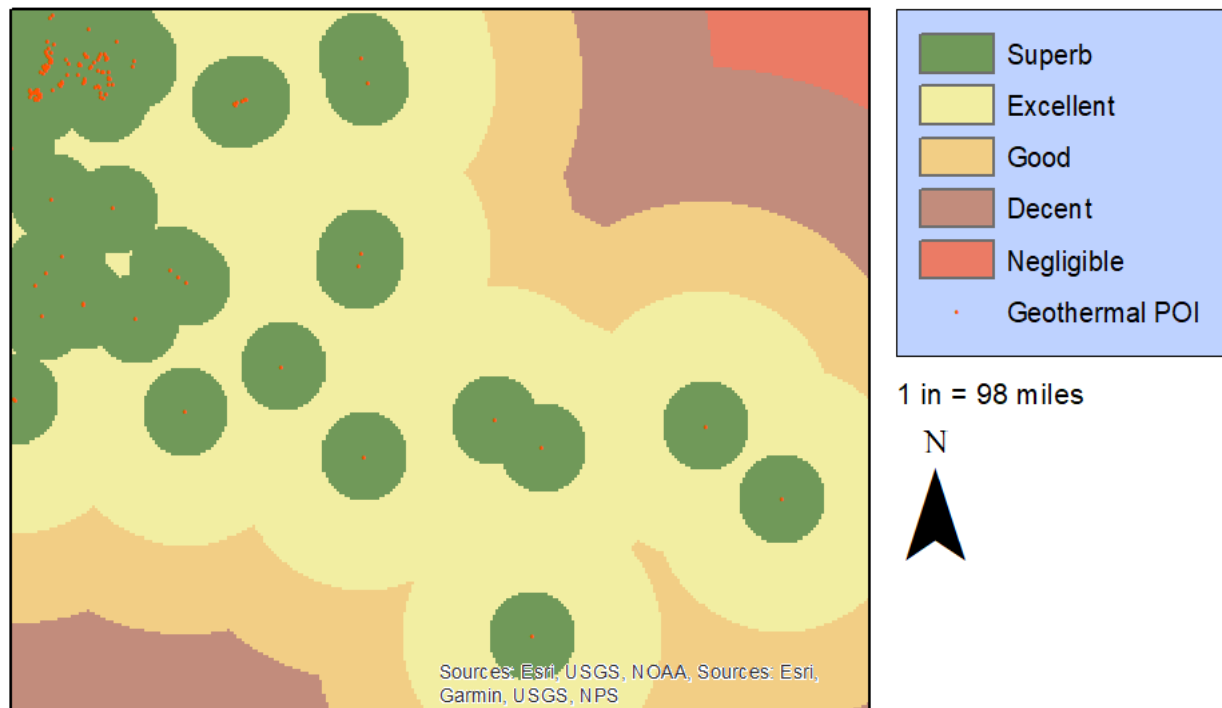 Superb
Excellent
Good
Decent
Negligible
Geothermal POI
1 in = 98 miles
N
Sources: Esri, USGS, NOAA, Sources: Esri,
Garmin, USGS, NPS